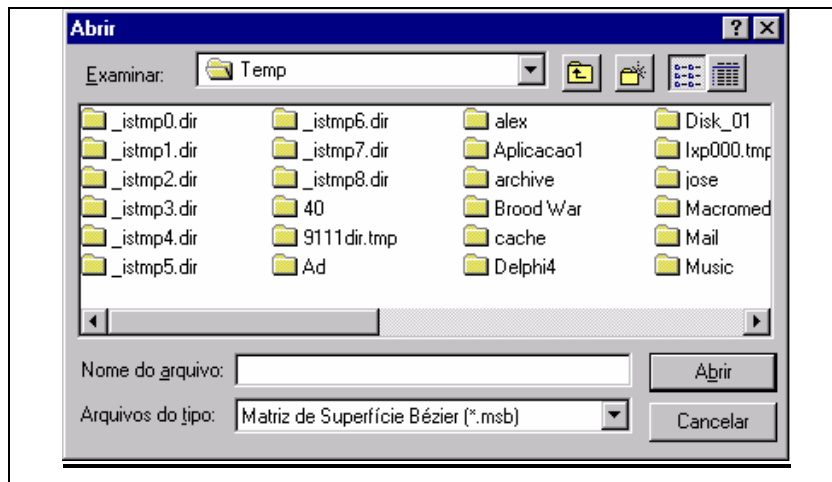 Abrir
Examinar: Temp
_istmp0.dir _istmp6.dir alex Disk_01
_istmp1.dir _istmp7.dir Aplicacao1 Ixp000.tmp
_istmp2.dir _istmp8.dir archive jose
_istmp3.dir 40 Brood War Macromed
_istmp4.dir 9111dir.tmp cache Mail
_istmp5.dir Ad Delphi4 Music
Nome do arquivo: Abrir
Arquivos do tipo: Matriz de Superfície Bézier (*.msb) Cancelar